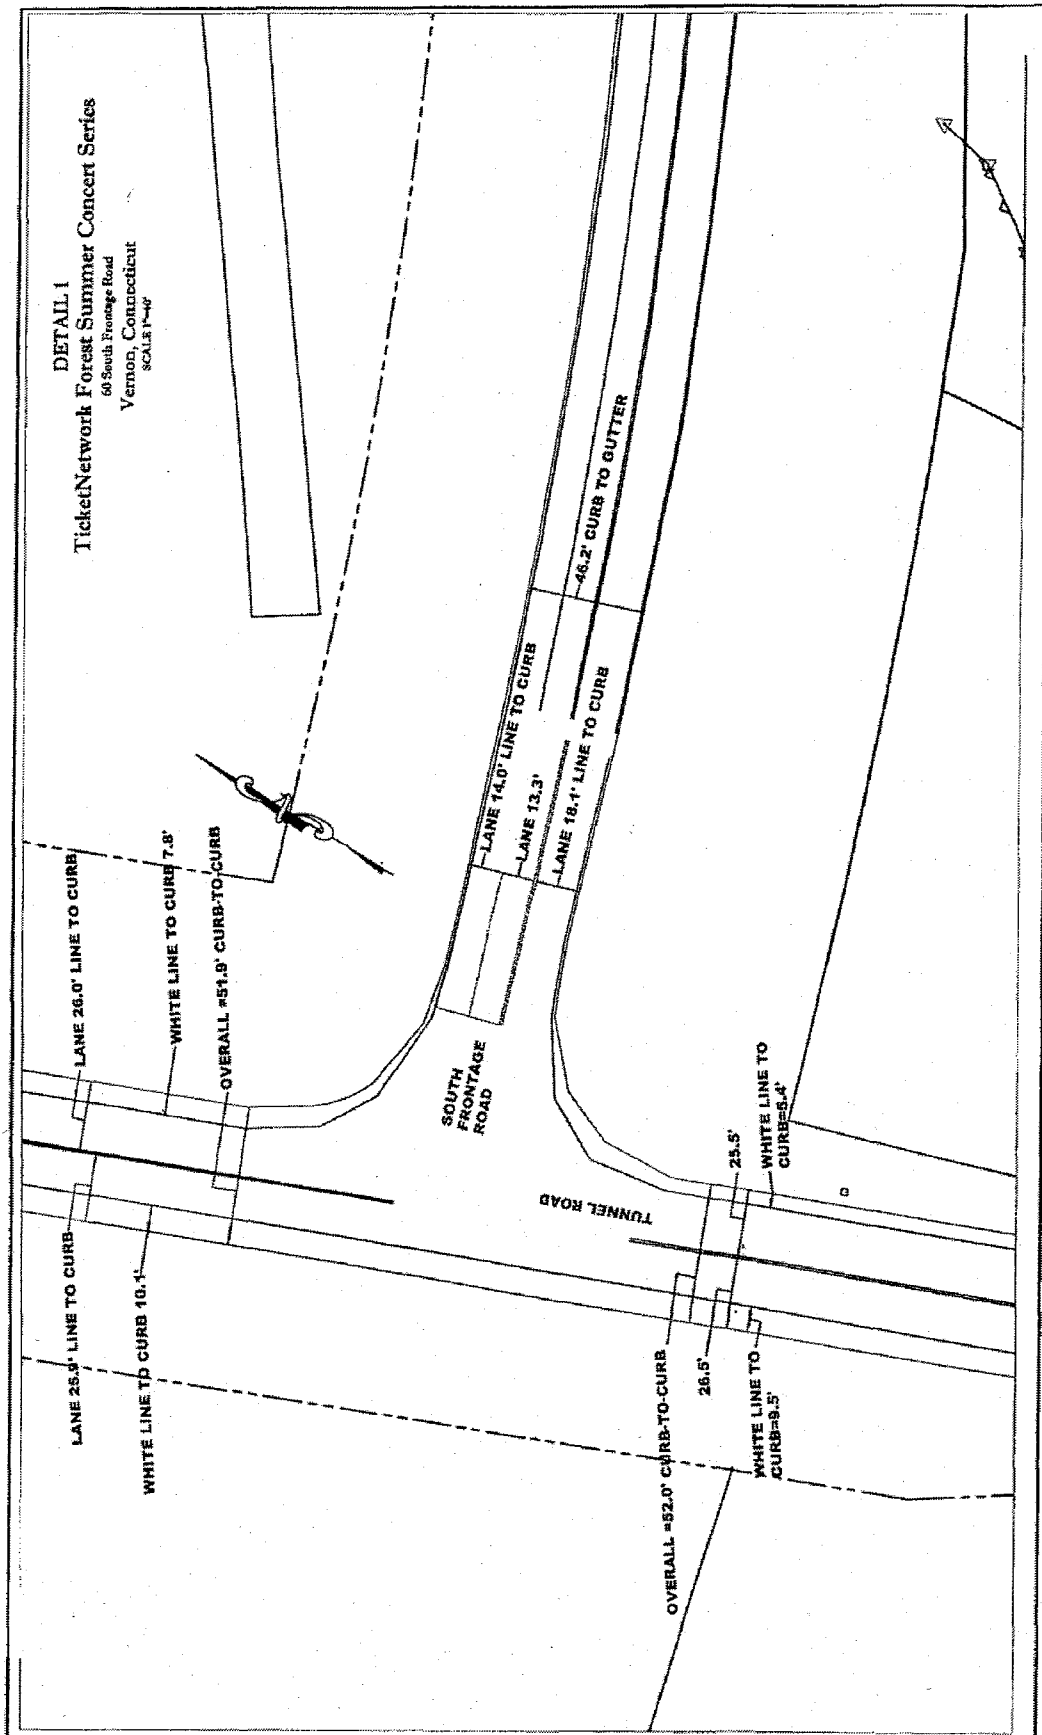 DETAIL 1
TicketNetwork Forest Summer Concert Series
60 South Frontage Road
Vernon, Connecticut
SCALE 1"=40'
LANE 26.0' LINE TO CURB
WHITE LINE TO CURB 7.8'
OVERALL =51.9' CURB-TO-CURB
LANE 25.9' LINE TO CURB
WHITE LINE TO CURB 10.1'
LANE 14.0' LINE TO CURB
LANE 13.3'
LANE 18.1' LINE TO CURB
46.2' CURB TO GUTTER
SOUTH
FRONTAGE
ROAD
TUNNEL ROAD
25.5'
WHITE LINE TO
CURB=6.4'
OVERALL =52.0' CURB-TO-CURB
26.5'
WHITE LINE TO
CURB=9.5'